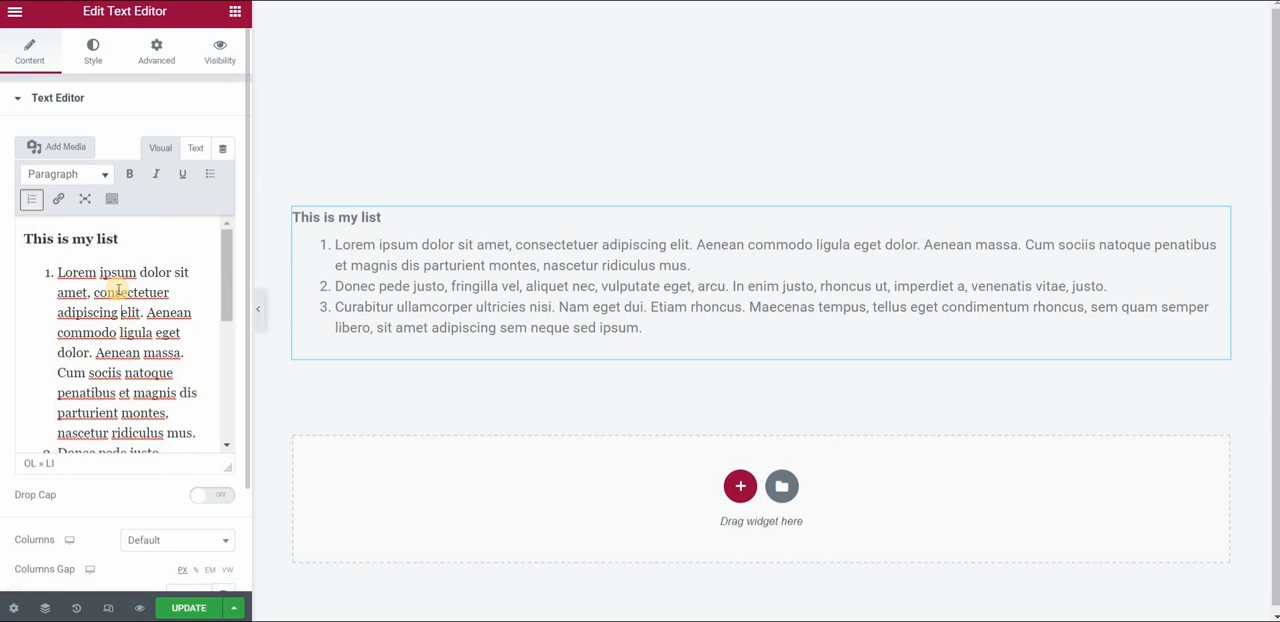 Edit Text Editor
Content
Style
Advanced
Visibility
Text Editor
Add Media
Visual
Text
Paragraph
B
I
U
This is my list
1. Lorem ipsum dolor sit
amet, consectetuer
adipiscing elit. Aenean
commodo ligula eget
dolor. Aenean massa.
Cum sociis natoque
penatibus et magnis dis
parturient montes,
nascetur ridiculus mus.
2. Donec pede justo
OL » LI
Drop Cap
OFF
Columns
Default
Columns Gap
PX % EM VW
UPDATE
This is my list
1. Lorem ipsum dolor sit amet, consectetuer adipiscing elit. Aenean commodo ligula eget dolor. Aenean massa. Cum sociis natoque penatibus
et magnis dis parturient montes, nascetur ridiculus mus.
2. Donec pede justo, fringilla vel, aliquet nec, vulputate eget, arcu. In enim justo, rhoncus ut, imperdiet a, venenatis vitae, justo.
3. Curabitur ullamcorper ultricies nisi. Nam eget dui. Etiam rhoncus. Maecenas tempus, tellus eget condimentum rhoncus, sem quam semper
libero, sit amet adipiscing sem neque sed ipsum.
Drag widget here